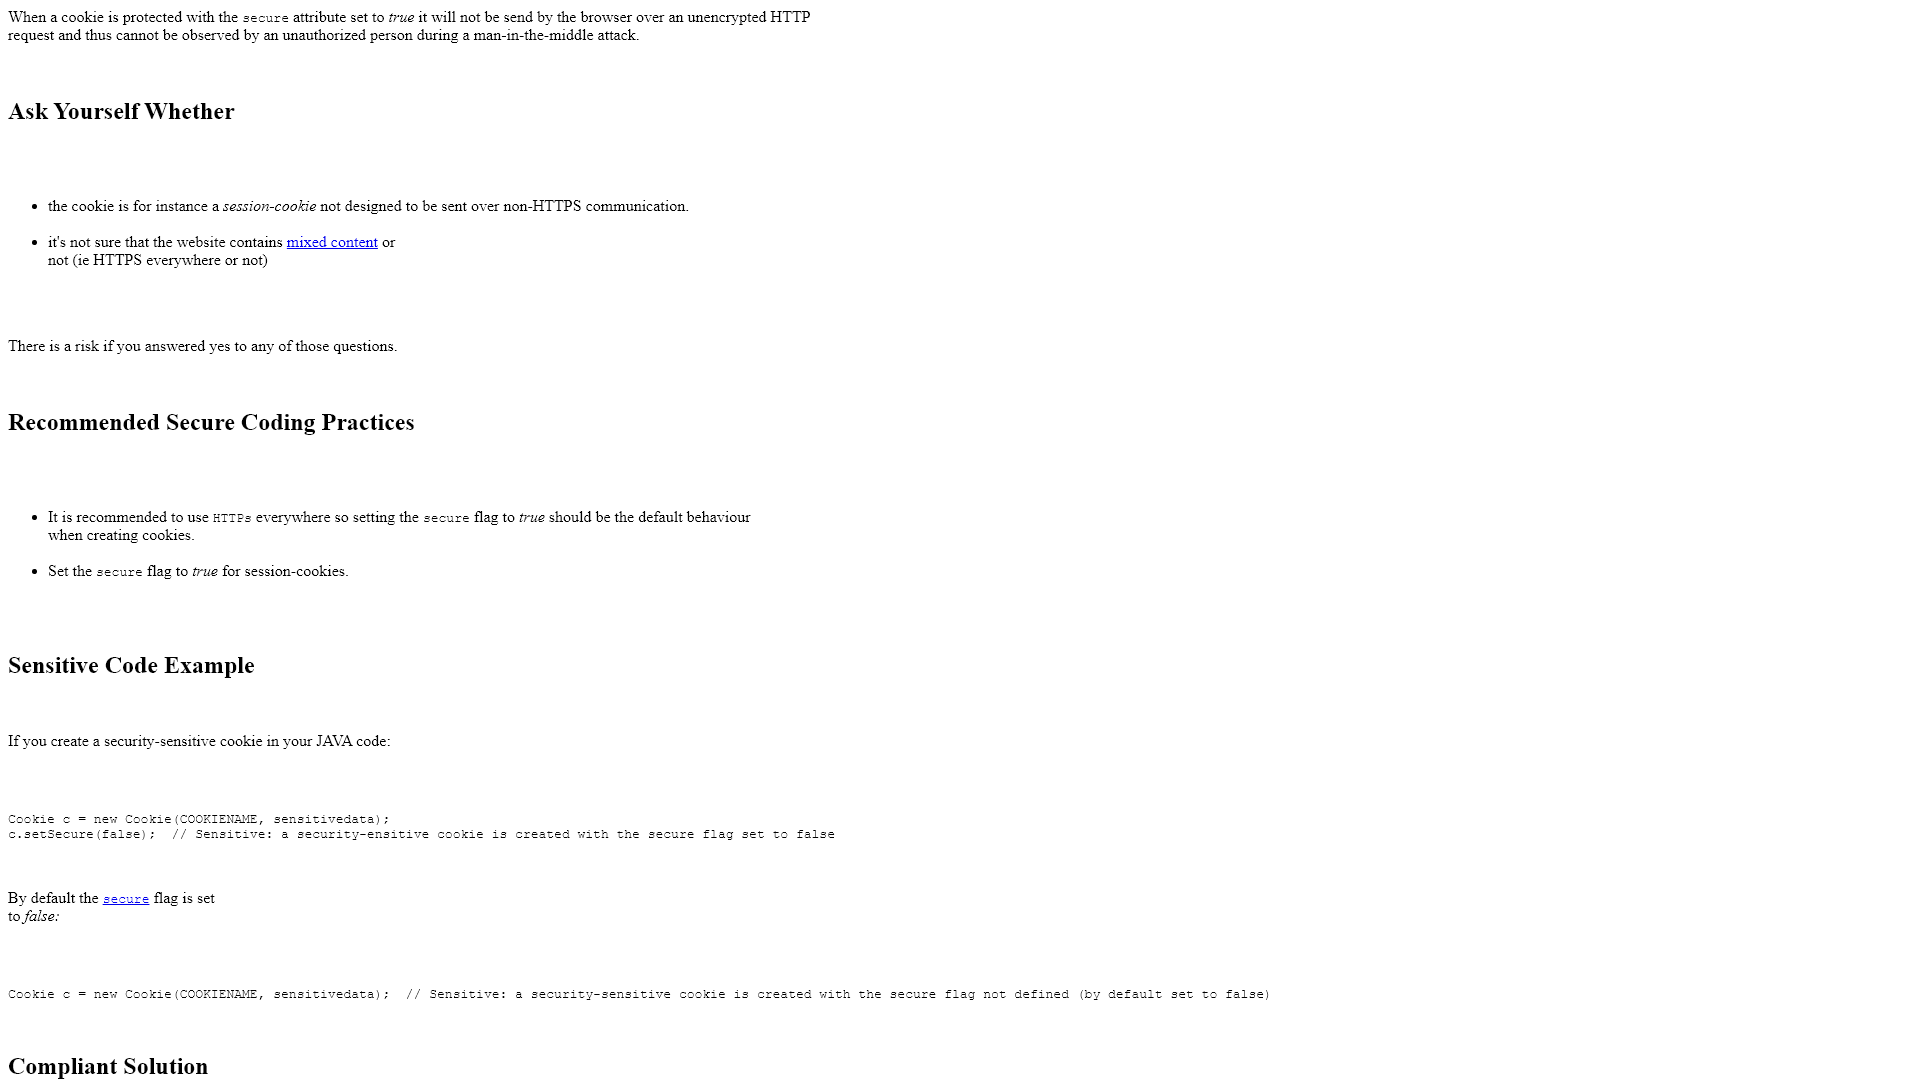 When a cookie is protected with the secure attribute set to true it will not be send by the browser over an unencrypted HTTP
request and thus cannot be observed by an unauthorized person during a man-in-the-middle attack.
Ask Yourself Whether
the cookie is for instance a session-cookie not designed to be sent over non-HTTPS communication.
it's not sure that the website contains mixed content or
not (ie HTTPS everywhere or not)
There is a risk if you answered yes to any of those questions.
Recommended Secure Coding Practices
It is recommended to use HTTPs everywhere so setting the secure flag to true should be the default behaviour
when creating cookies.
Set the secure flag to true for session-cookies.
Sensitive Code Example
If you create a security-sensitive cookie in your JAVA code:
Cookie c = new Cookie(COOKIENAME, sensitivedata);
c.setSecure(false);  // Sensitive: a security-ensitive cookie is created with the secure flag set to false
By default the secure flag is set
to false:
Cookie c = new Cookie(COOKIENAME, sensitivedata);  // Sensitive: a security-sensitive cookie is created with the secure flag not defined (by default set to false)
Compliant Solution